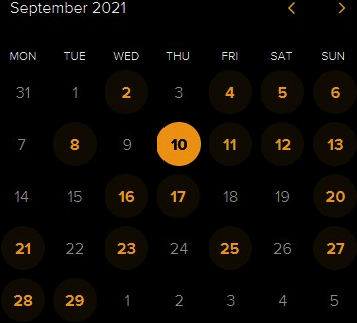 September 2021
MON TUE WED THU FRI SAT SUN
31 1 2 3 4 5 6
7 8 9 10 11 12 13
14 15 16 17 18 19 20
21 22 23 24 25 26 27
28 29 1 2 3 4 5